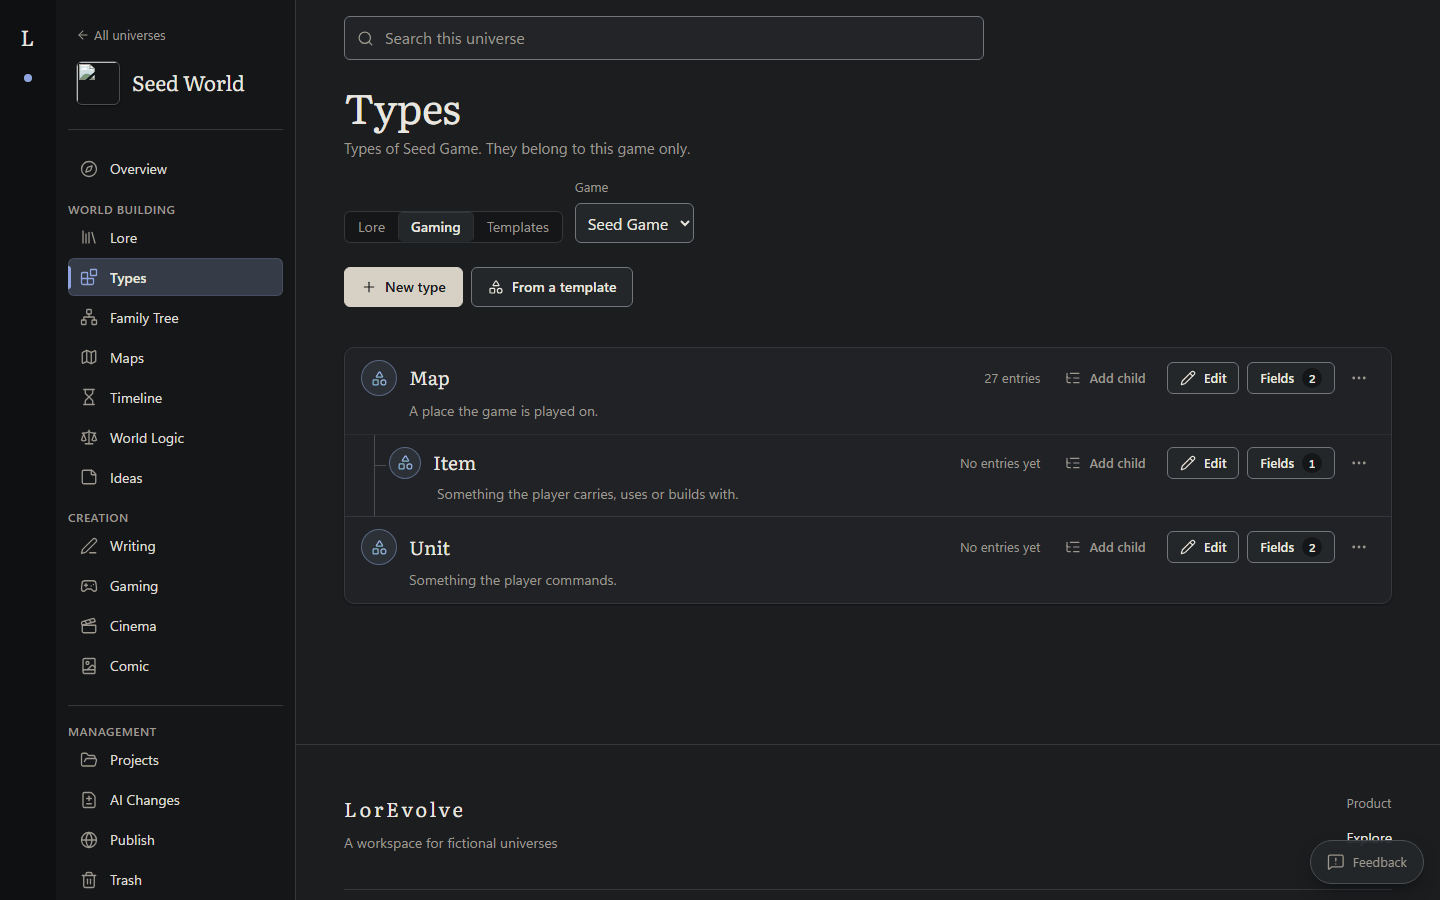 L
All universes
Seed World
Overview
WORLD BUILDING
Lore
Types
Family Tree
Maps
Timeline
World Logic
Ideas
CREATION
Writing
Gaming
Cinema
Comic
MANAGEMENT
Projects
AI Changes
Publish
Trash
Search this universe
Types
Types of Seed Game. They belong to this game only.
Game
Lore Gaming Templates Seed Game
New type From a template
Map 27 entries Add child Edit Fields 2
A place the game is played on.
Item No entries yet Add child Edit Fields 1
Something the player carries, uses or builds with.
Unit No entries yet Add child Edit Fields 2
Something the player commands.
LorEvolve
A workspace for fictional universes
Product
Explore
Feedback